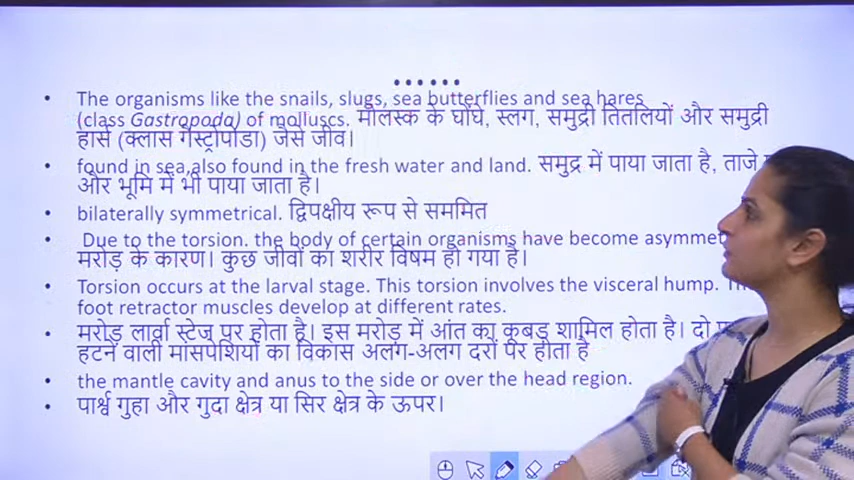 ......
• The organisms like the snails, slugs, sea butterflies and sea hares
(class Gastropoda) of molluscs. मोलस्क के घोंघे, स्लग, समुद्री तितलियों और समुद्री
हार्स (क्लास गैस्ट्रोपोडा) जैसे जीव।
• found in sea also found in the fresh water and land. समुद्र में पाया जाता है, ताजे
और भूमि में भी पाया जाता है।
• bilaterally symmetrical. द्विपक्षीय रूप से सममित
• Due to the torsion. the body of certain organisms have become
मरोड़ के कारण। कुछ जीवों का शरीर विषम हो गया है।
• Torsion occurs at the larval stage. This torsion involves the visceral hump.
foot retractor muscles develop at different rates.
• मरोड़ लार्वा स्टेज पर होता है। इस मरोड़ में आंत का कूबड़ शामिल होता है। दो
हटने वाली मांसपेशियों का विकास अलग-अलग दरों पर होता है
• the mantle cavity and anus to the side or over the head region.
• पार्श्व गुहा और गुदा क्षेत्र या सिर क्षेत्र के ऊपर।